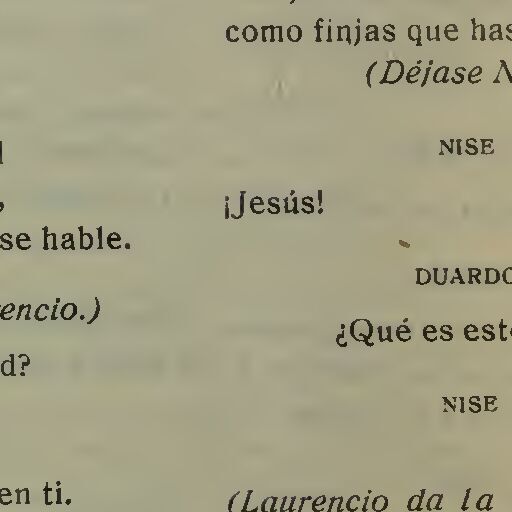 se hable.
encio.)
d?
en ti.
como finjas que has
(Déjase N
NISE
¡Jesús!
DUARDO
¿Qué es esto
NISE
(Laurencio da la